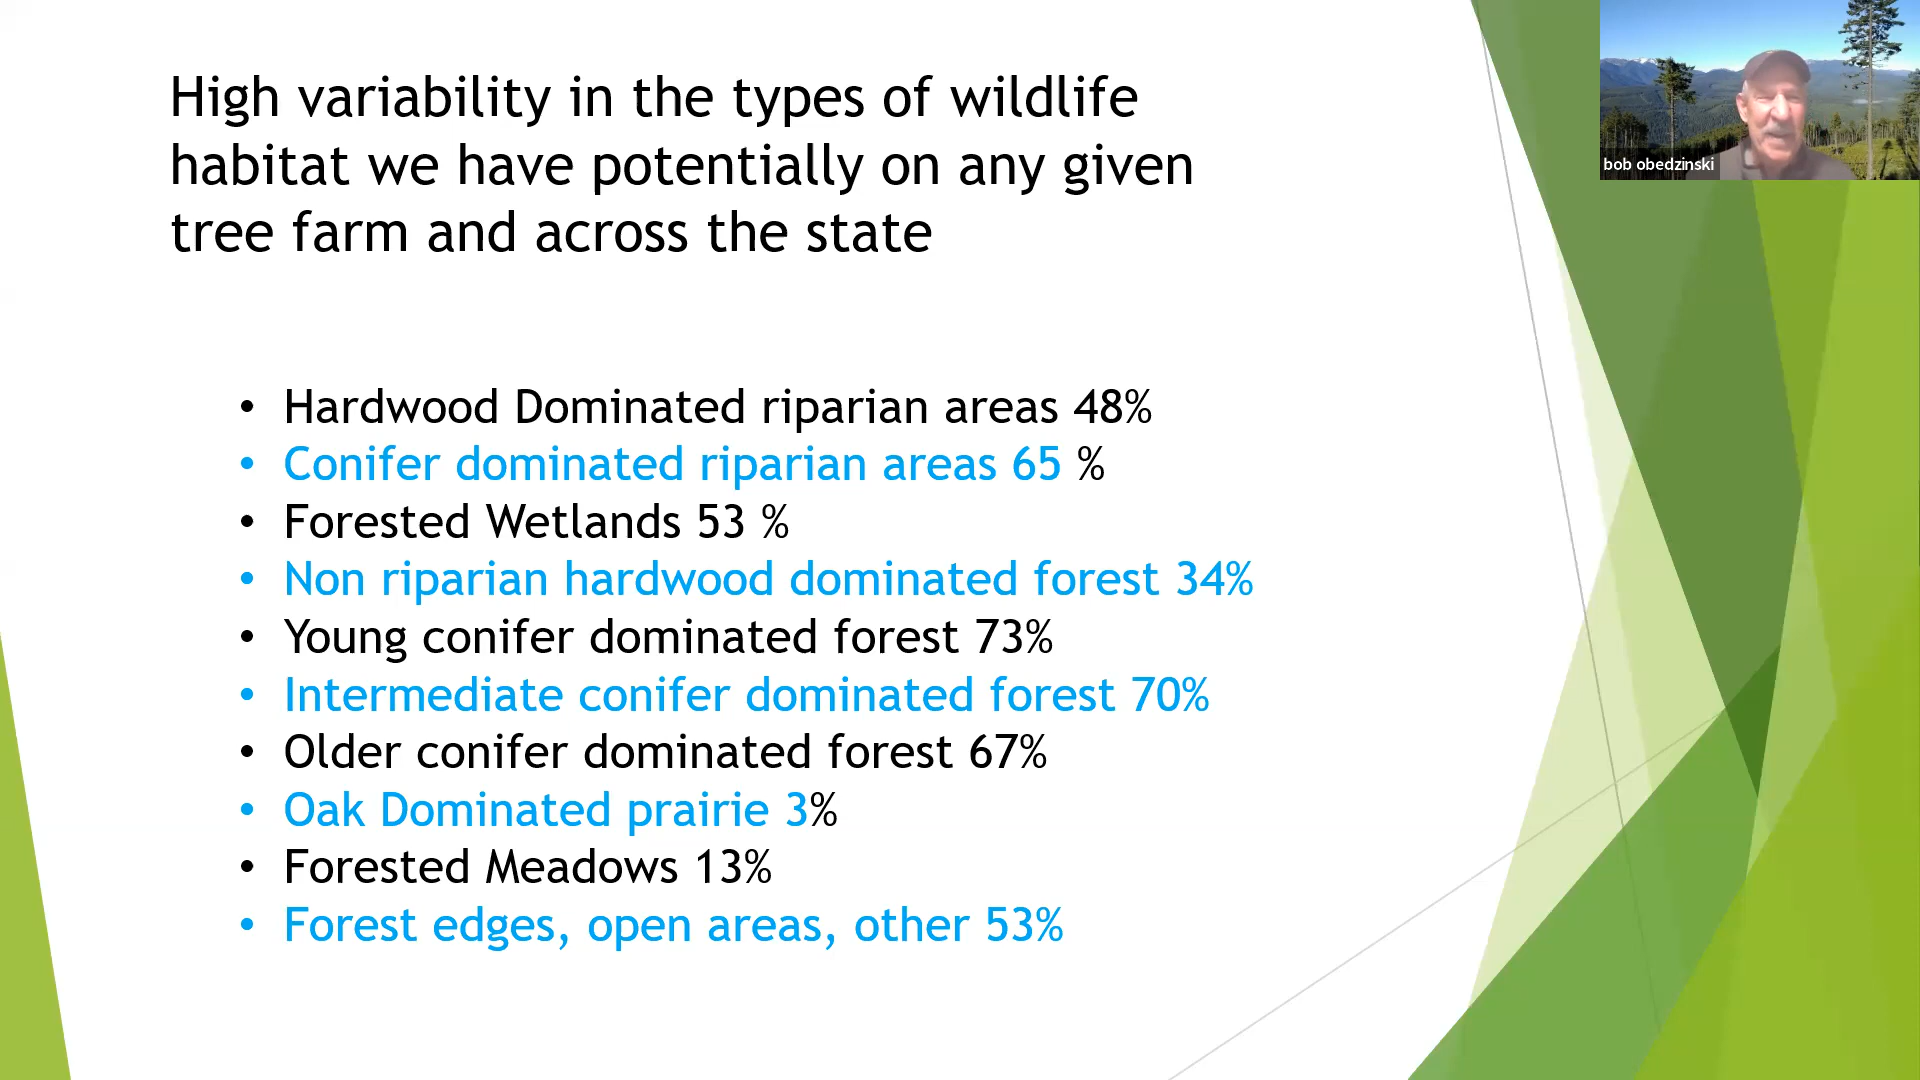 High variability in the types of wildlife
habitat we have potentially on any given
tree farm and across the state
bob obedzinski
• Hardwood Dominated riparian areas 48%
• Conifer dominated riparian areas 65 %
• Forested Wetlands 53 %
• Non riparian hardwood dominated forest 34%
• Young conifer dominated forest 73%
• Intermediate conifer dominated forest 70%
• Older conifer dominated forest 67%
• Oak Dominated prairie 3%
• Forested Meadows 13%
• Forest edges, open areas, other 53%